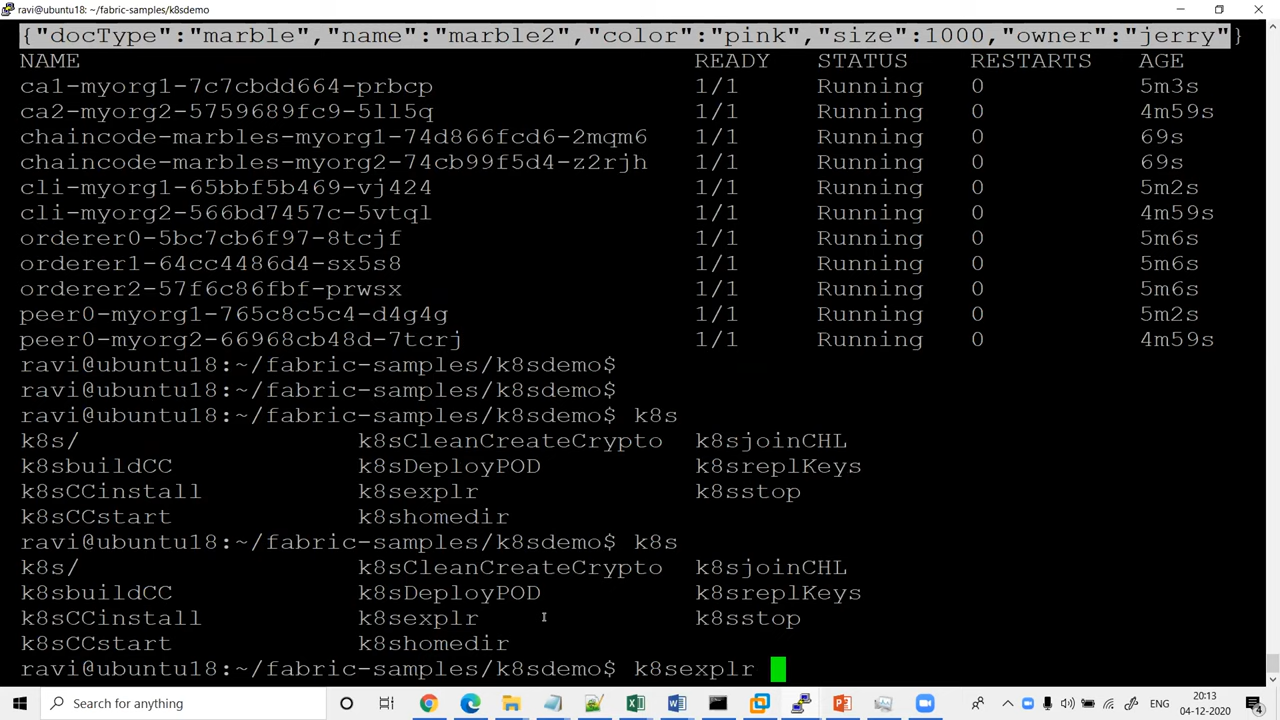 ravi@ubuntu18: ~/fabric-samples/k8sdemo
{"docType":"marble","name":"marble2","color":"pink","size":1000,"owner":"jerry"}
NAME READY STATUS RESTARTS AGE
ca1-myorg1-7c7cbdd664-prbcp 1/1 Running 0 5m3s
ca2-myorg2-5759689fc9-5ll5q 1/1 Running 0 4m59s
chaincode-marbles-myorg1-74d866fcd6-2mqm6 1/1 Running 0 69s
chaincode-marbles-myorg2-74cb99f5d4-z2rjh 1/1 Running 0 69s
cli-myorg1-65bbf5b469-vj424 1/1 Running 0 5m2s
cli-myorg2-566bd7457c-5vtql 1/1 Running 0 4m59s
orderer0-5bc7cb6f97-8tcjf 1/1 Running 0 5m6s
orderer1-64cc4486d4-sx5s8 1/1 Running 0 5m6s
orderer2-57f6c86fbf-prwsx 1/1 Running 0 5m6s
peer0-myorg1-765c8c5c4-d4g4g 1/1 Running 0 5m2s
peer0-myorg2-66968cb48d-7tcrj 1/1 Running 0 4m59s
ravi@ubuntu18:~/fabric-samples/k8sdemo$
ravi@ubuntu18:~/fabric-samples/k8sdemo$
ravi@ubuntu18:~/fabric-samples/k8sdemo$ k8s
k8s/ k8sCleanCreateCrypto k8sjoinCHL
k8sbuildCC k8sDeployPOD k8sreplKeys
k8sCCinstall k8sexplr k8sstop
k8sCCstart k8shomedir
ravi@ubuntu18:~/fabric-samples/k8sdemo$ k8s
k8s/ k8sCleanCreateCrypto k8sjoinCHL
k8sbuildCC k8sDeployPOD k8sreplKeys
k8sCCinstall k8sexplr k8sstop
k8sCCstart k8shomedir
ravi@ubuntu18:~/fabric-samples/k8sdemo$ k8sexplr
Type here to search
ENG
20:13
04-12-2020
4